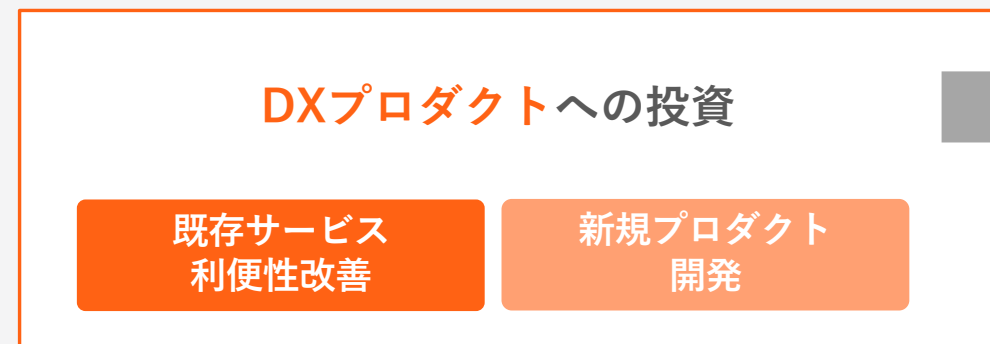 DXプロダクトへの投資
既存サービス
利便性改善
新規プロダクト
開発